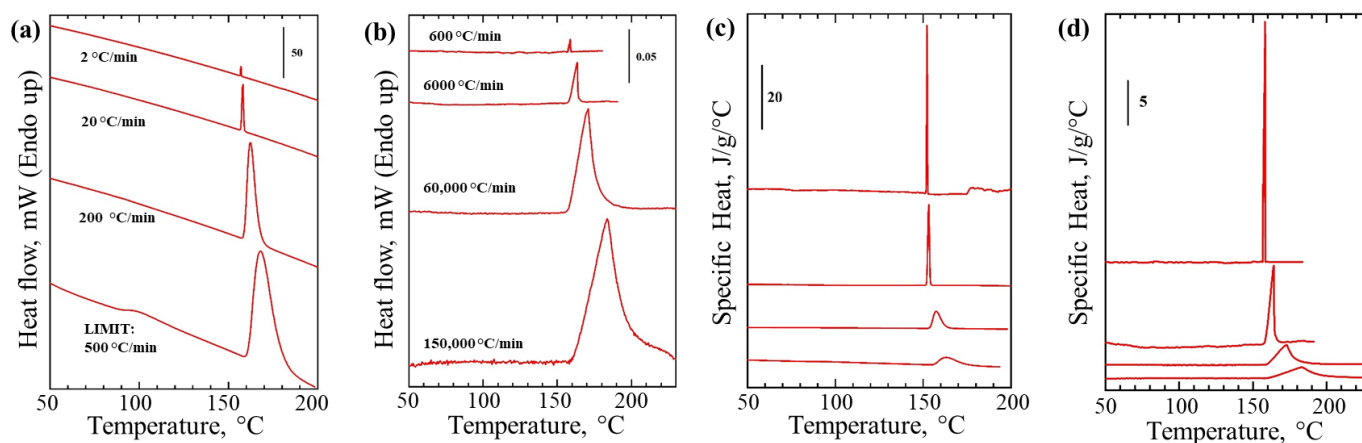 (a)
50
2 °C/min
20 °C/min
200 °C/min
LIMIT:
500 °C/min
Heat flow, mW (Endo up)
50 100 150 200
Temperature, °C
(b)
600 °C/min
0.05
6000 °C/min
60,000 °C/min
150,000 °C/min
Heat flow, mW (Endo up)
50 100 150 200
Temperature, °C
(c)
20
Specific Heat, J/g/°C
50 100 150 200
Temperature, °C
(d)
5
Specific Heat, J/g/°C
50 100 150 200
Temperature, °C